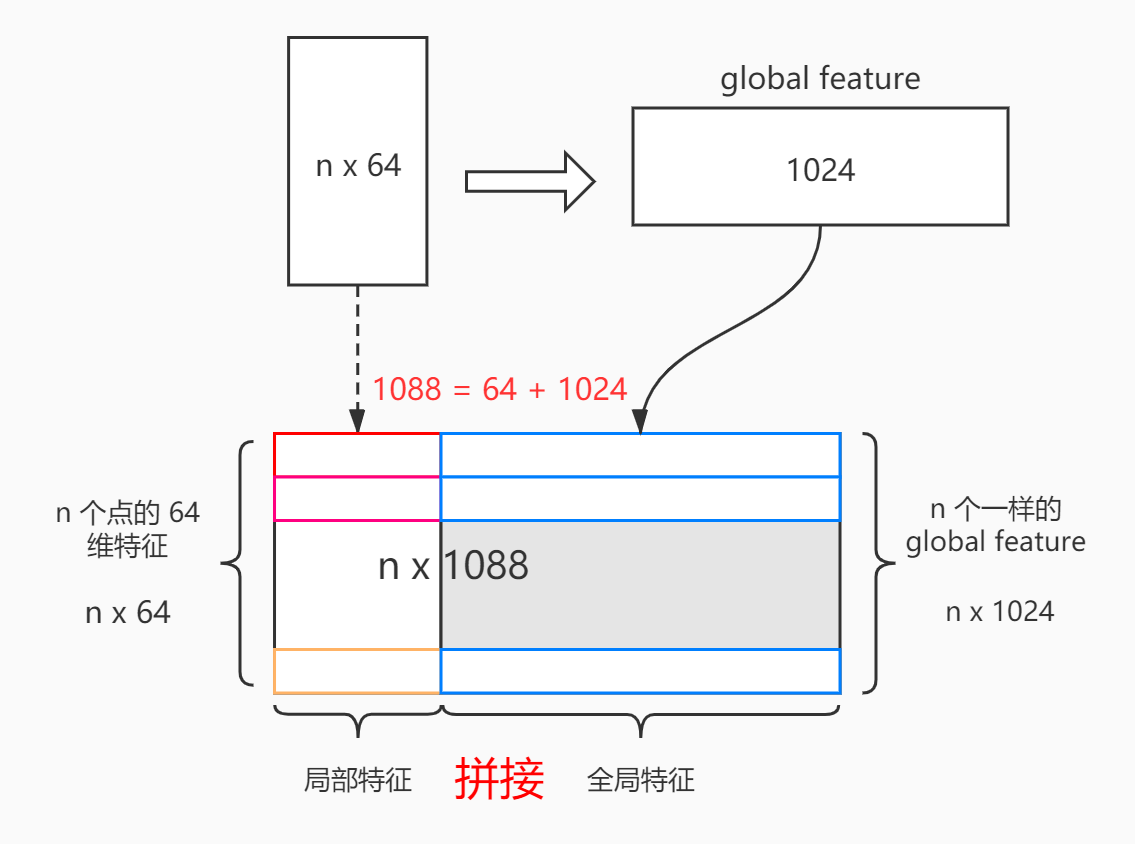 global feature
n x 64
1024
1088 = 64 + 1024
n 个点的 64
维特征
n x 64
n x 1088
n 个一样的
global feature
n x 1024
局部特征
拼接
全局特征